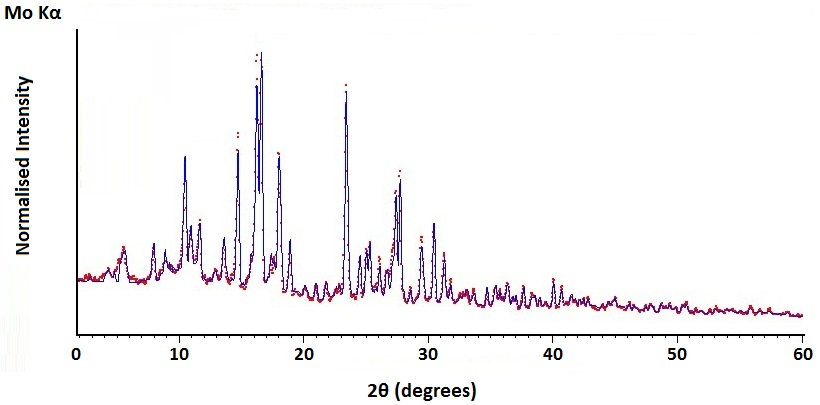 Mo Kα
Normalised Intensity
0 10 20 30 40 50 60
2θ (degrees)